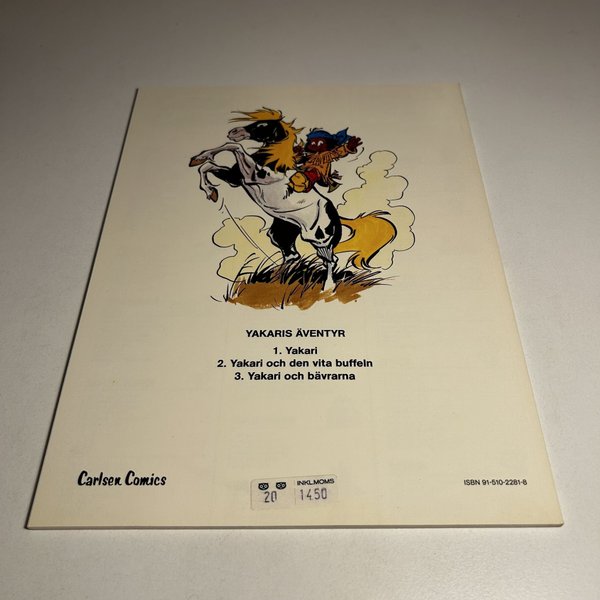 YAKARIS ÄVENTYR
1. Yakari
2. Yakari och den vita buffeln
3. Yakari och bävrarna
Carlsen Comics
INKL.MOMS
20 1450
ISBN 91-510-2281-8